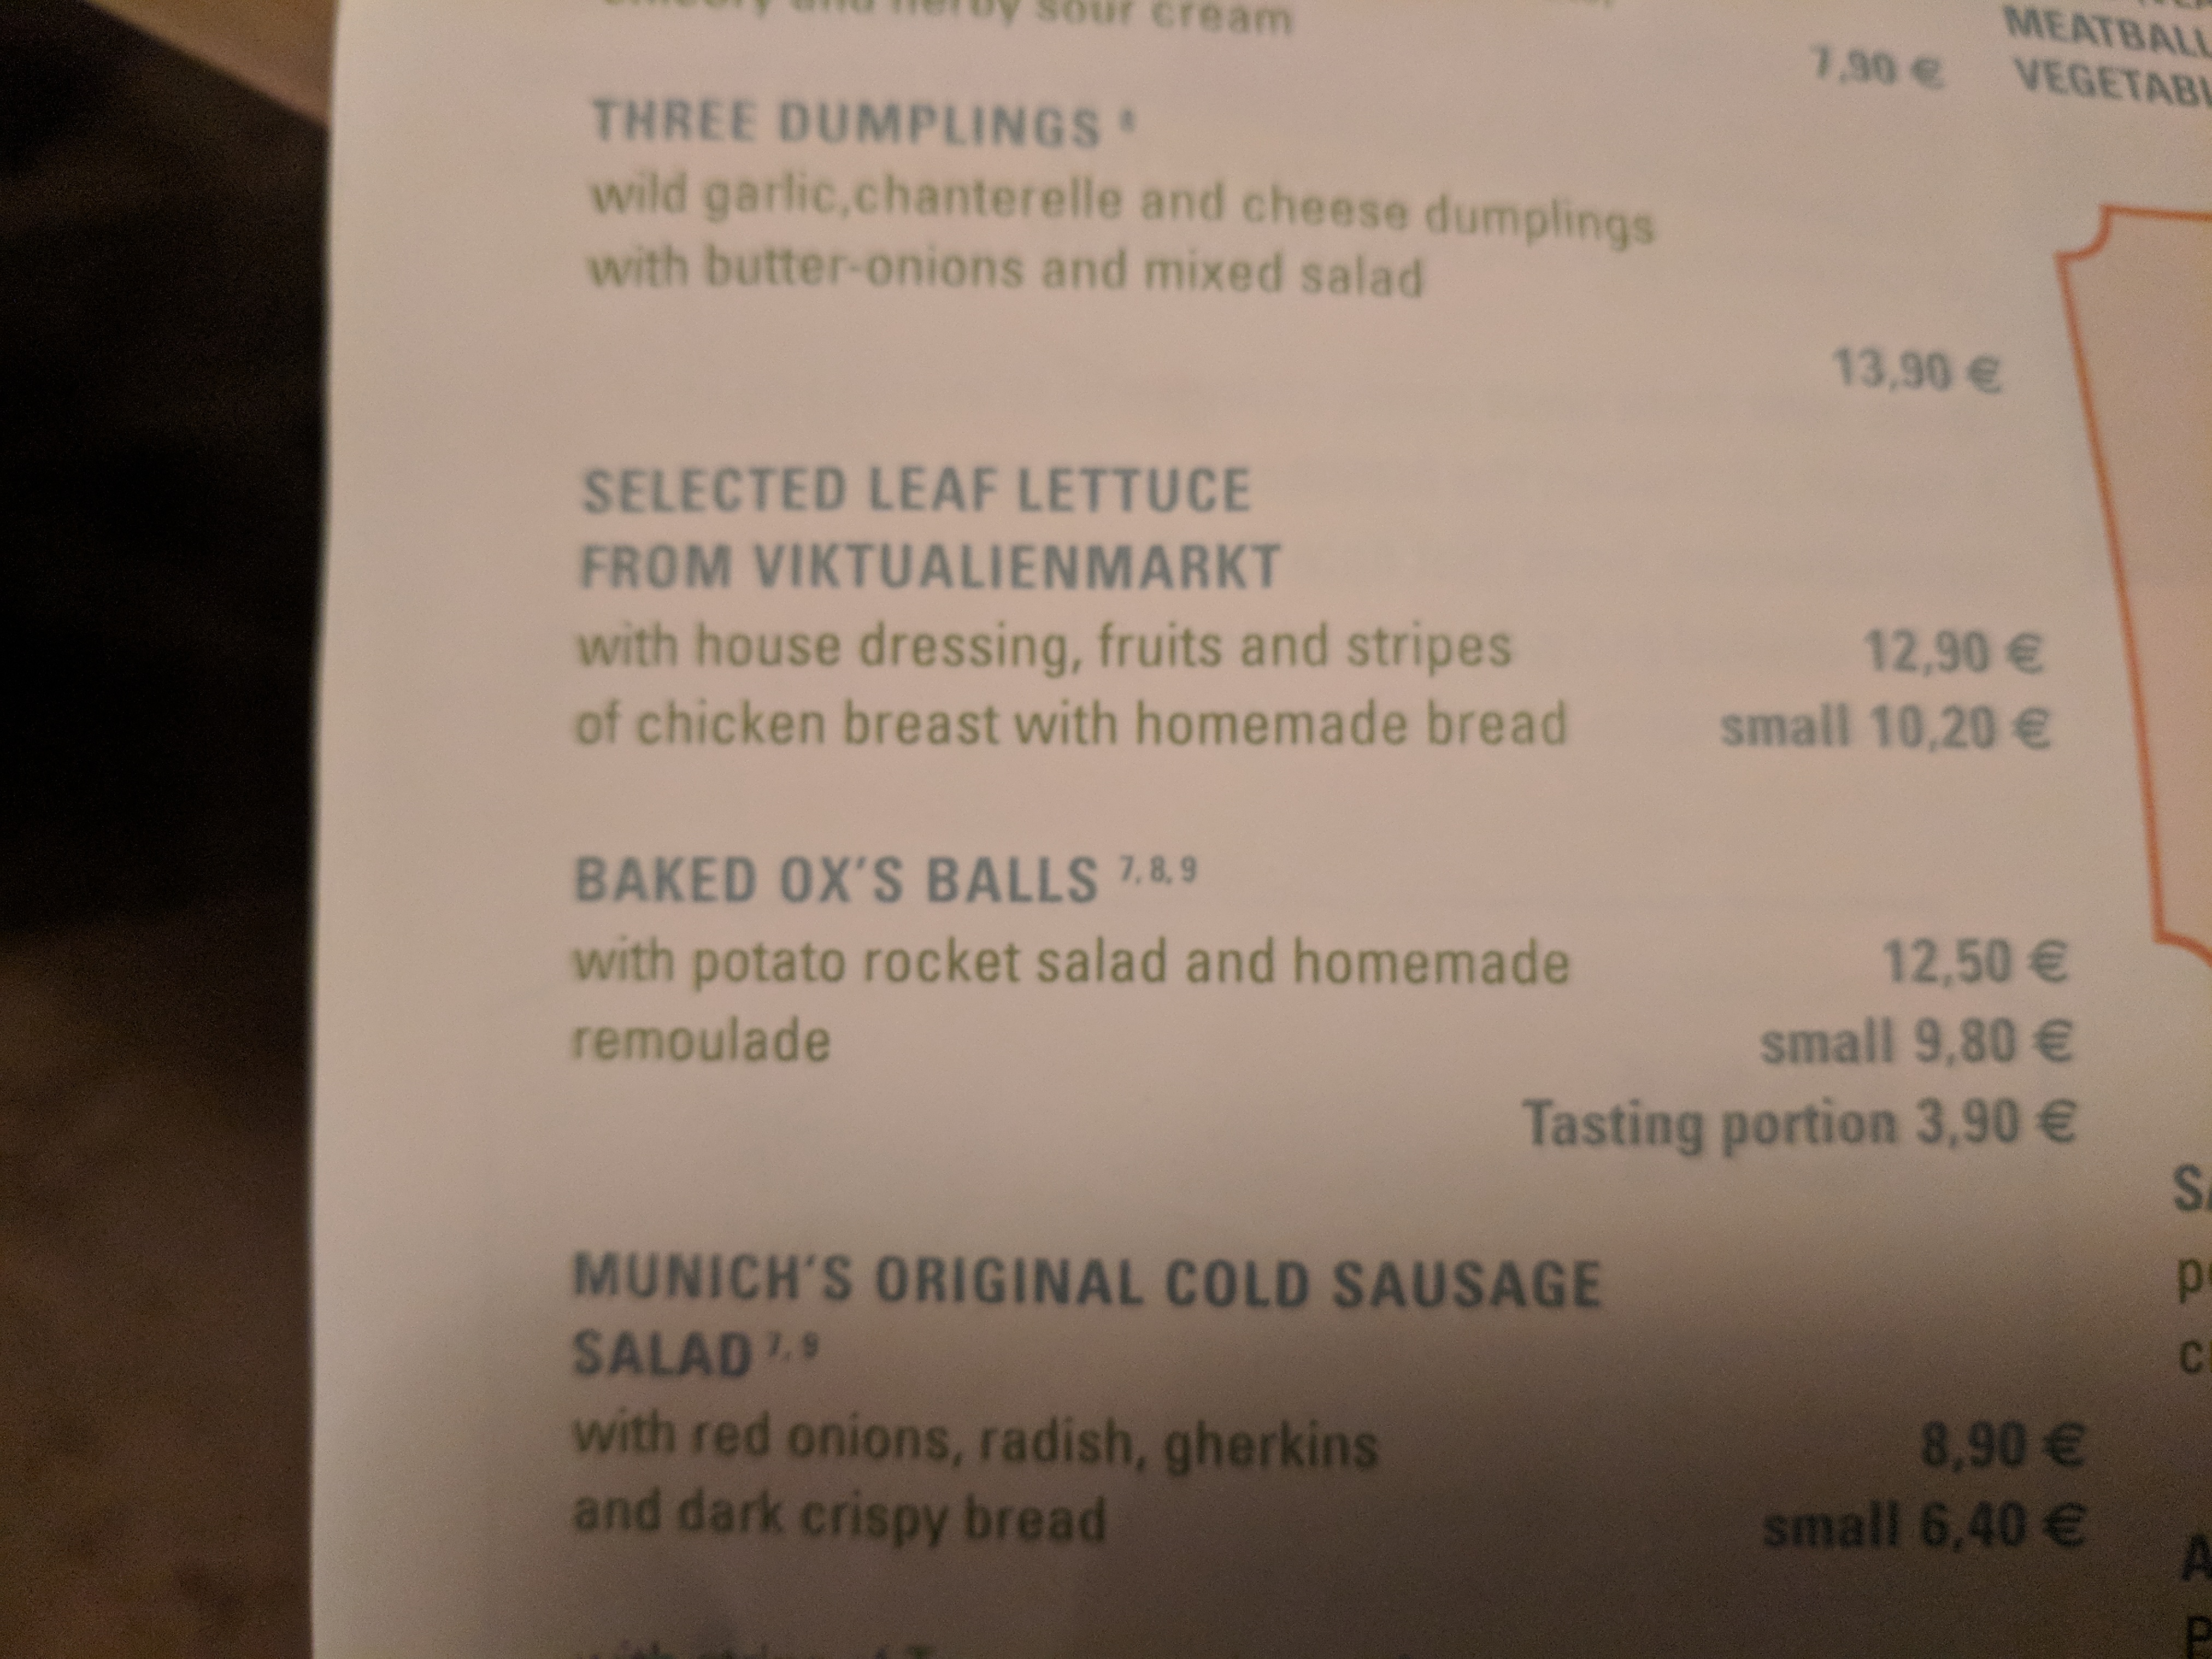 and herby sour cream
7,90 €
THREE DUMPLINGS 8
wild garlic,chanterelle and cheese dumplings
with butter-onions and mixed salad
13,90 €
SELECTED LEAF LETTUCE
FROM VIKTUALIENMARKT
with house dressing, fruits and stripes 12,90 €
of chicken breast with homemade bread small 10,20 €
BAKED OX'S BALLS 7, 8, 9
with potato rocket salad and homemade 12,50 €
remoulade small 9,80 €
Tasting portion 3,90 €
MUNICH'S ORIGINAL COLD SAUSAGE
SALAD 7, 9
with red onions, radish, gherkins 8,90 €
and dark crispy bread small 6,40 €